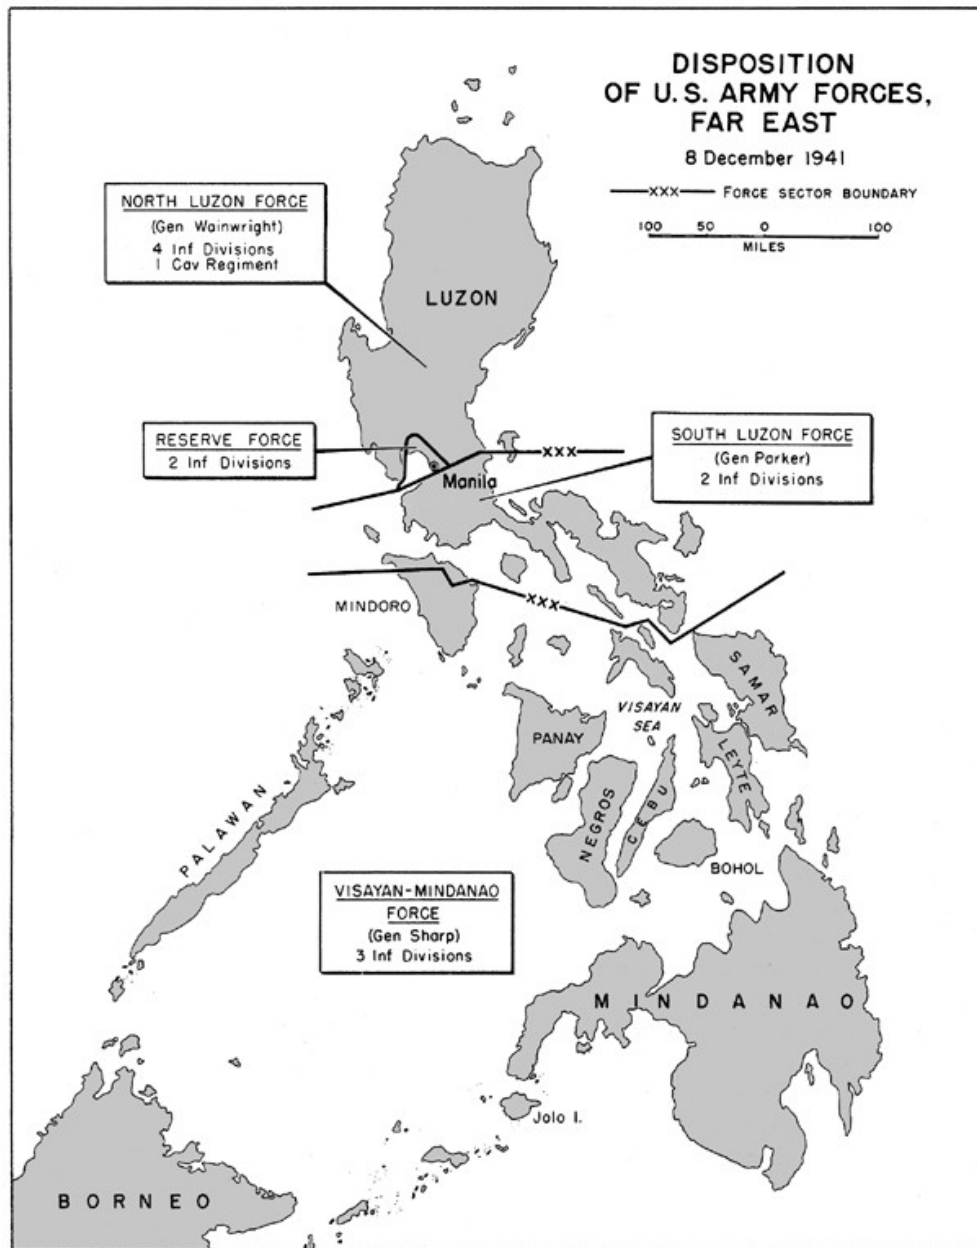 DISPOSITION
OF U.S. ARMY FORCES,
FAR EAST
8 December 1941
XXX FORCE SECTOR BOUNDARY
100 50 0 100
MILES
NORTH LUZON FORCE
(Gen Wainwright)
4 Inf Divisions
1 Cav Regiment
LUZON
RESERVE FORCE
2 Inf Divisions
SOUTH LUZON FORCE
(Gen Parker)
2 Inf Divisions
XXX
Manila
XXX
MINDORO
SAMAR
VISAYAN
SEA
PANAY
LEYTE
PALAWAN
NEGROS
CEBU
BOHOL
VISAYAN-MINDANAO
FORCE
(Gen Sharp)
3 Inf Divisions
MINDANAO
Jolo I.
BORNEO